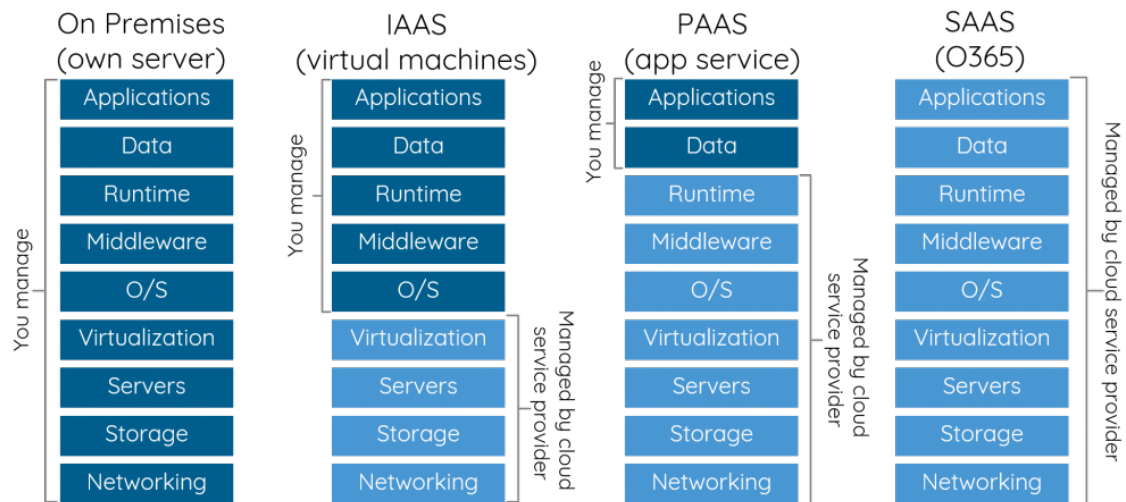 On Premises
(own server)
You manage
Applications
Data
Runtime
Middleware
O/S
Virtualization
Servers
Storage
Networking
IAAS
(virtual machines)
You manage
Applications
Data
Runtime
Middleware
O/S
Virtualization
Servers
Storage
Networking
Managed by cloud
service provider
PAAS
(app service)
You manage
Applications
Data
Runtime
Middleware
O/S
Virtualization
Servers
Storage
Networking
Managed by cloud
service provider
SAAS
(O365)
Applications
Data
Runtime
Middleware
O/S
Virtualization
Servers
Storage
Networking
Managed by cloud service provider